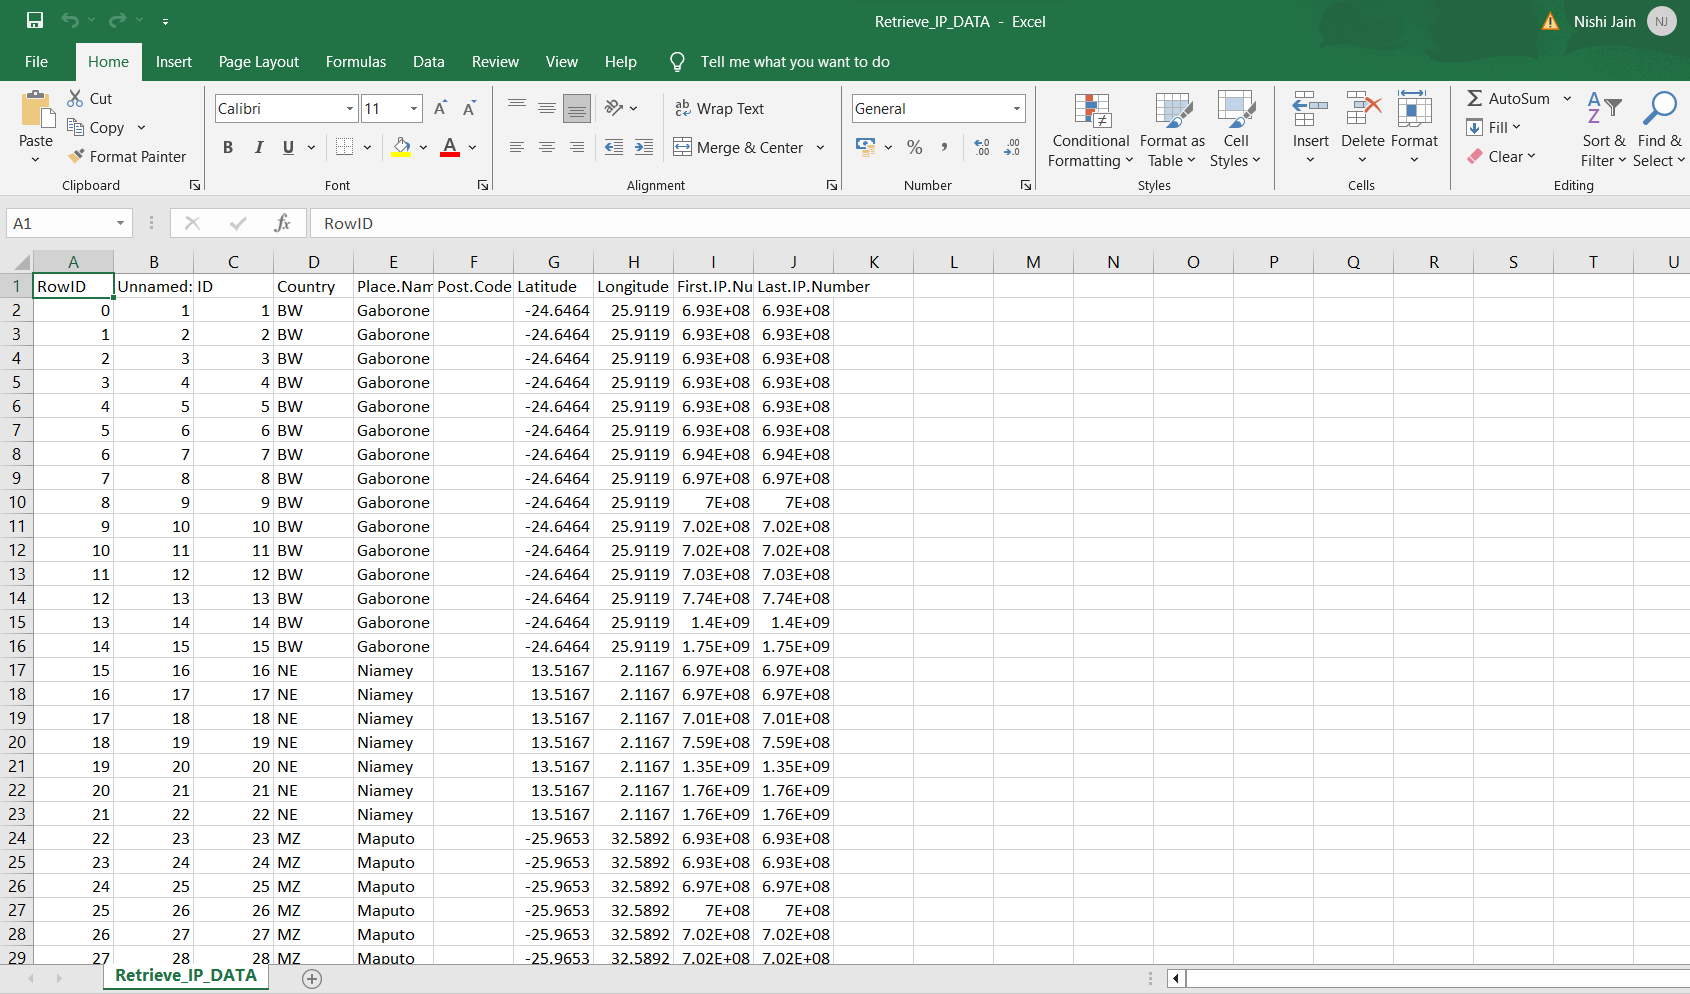 Retrieve_IP_DATA - Excel
Nishi Jain NJ
File Home Insert Page Layout Formulas Data Review View Help Tell me what you want to do
Paste
Cut
Copy
Format Painter
Clipboard
Calibri 11
A A
B I U A
Font
ab Wrap Text
Merge & Center
Alignment
General
% ,
Number
Conditional Formatting
Format as Table
Cell Styles
Styles
Insert Delete Format
Cells
AutoSum
Fill
Clear
Sort & Filter
Find & Select
Editing
A1 fx RowID
A B C D E F G H I J K L M N O P Q R S T U
1 RowID Unnamed: ID Country Place.Nam Post.Code Latitude Longitude First.IP.Nu Last.IP.Number
2 0 1 1 BW Gaborone -24.6464 25.9119 6.93E+08 6.93E+08
3 1 2 2 BW Gaborone -24.6464 25.9119 6.93E+08 6.93E+08
4 2 3 3 BW Gaborone -24.6464 25.9119 6.93E+08 6.93E+08
5 3 4 4 BW Gaborone -24.6464 25.9119 6.93E+08 6.93E+08
6 4 5 5 BW Gaborone -24.6464 25.9119 6.93E+08 6.93E+08
7 5 6 6 BW Gaborone -24.6464 25.9119 6.93E+08 6.93E+08
8 6 7 7 BW Gaborone -24.6464 25.9119 6.94E+08 6.94E+08
9 7 8 8 BW Gaborone -24.6464 25.9119 6.97E+08 6.97E+08
10 8 9 9 BW Gaborone -24.6464 25.9119 7E+08 7E+08
11 9 10 10 BW Gaborone -24.6464 25.9119 7.02E+08 7.02E+08
12 10 11 11 BW Gaborone -24.6464 25.9119 7.02E+08 7.02E+08
13 11 12 12 BW Gaborone -24.6464 25.9119 7.03E+08 7.03E+08
14 12 13 13 BW Gaborone -24.6464 25.9119 7.74E+08 7.74E+08
15 13 14 14 BW Gaborone -24.6464 25.9119 1.4E+09 1.4E+09
16 14 15 15 BW Gaborone -24.6464 25.9119 1.75E+09 1.75E+09
17 15 16 16 NE Niamey 13.5167 2.1167 6.97E+08 6.97E+08
18 16 17 17 NE Niamey 13.5167 2.1167 6.97E+08 6.97E+08
19 17 18 18 NE Niamey 13.5167 2.1167 7.01E+08 7.01E+08
20 18 19 19 NE Niamey 13.5167 2.1167 7.59E+08 7.59E+08
21 19 20 20 NE Niamey 13.5167 2.1167 1.35E+09 1.35E+09
22 20 21 21 NE Niamey 13.5167 2.1167 1.76E+09 1.76E+09
23 21 22 22 NE Niamey 13.5167 2.1167 1.76E+09 1.76E+09
24 22 23 23 MZ Maputo -25.9653 32.5892 6.93E+08 6.93E+08
25 23 24 24 MZ Maputo -25.9653 32.5892 6.93E+08 6.93E+08
26 24 25 25 MZ Maputo -25.9653 32.5892 6.97E+08 6.97E+08
27 25 26 26 MZ Maputo -25.9653 32.5892 7E+08 7E+08
28 26 27 27 MZ Maputo -25.9653 32.5892 7.02E+08 7.02E+08
29 27 28 28 MZ Maputo -25.9653 32.5892 7.02E+08 7.02E+08
Retrieve_IP_DATA